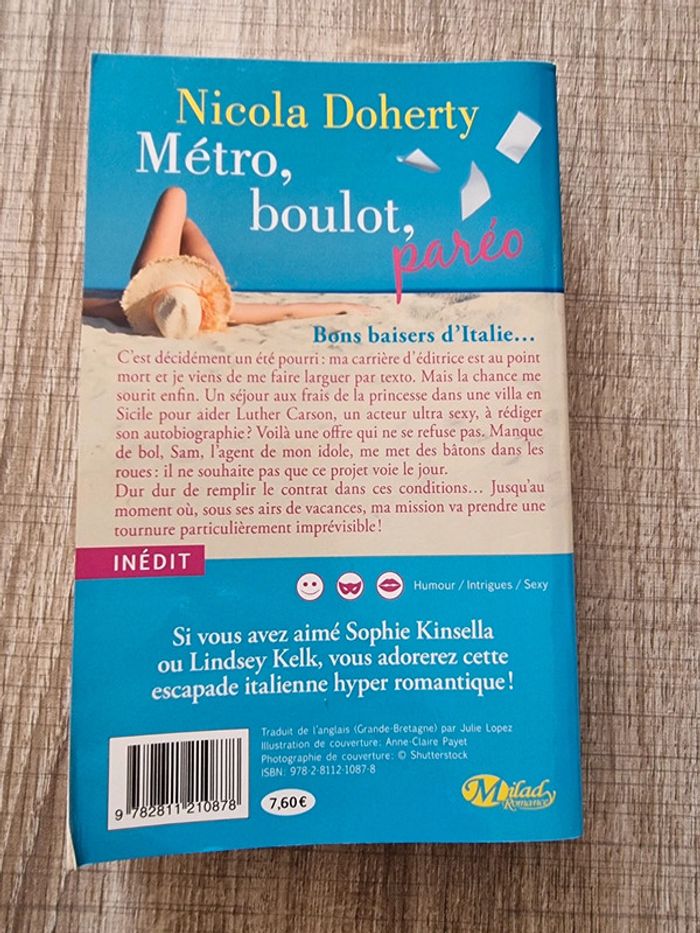 Nicola Doherty
Métro,
boulot,
paréo
Bons baisers d'Italie…
C'est décidément un été pourri : ma carrière d'éditrice est au point
mort et je viens de me faire larguer par texto. Mais la chance me
sourit enfin. Un séjour aux frais de la princesse dans une villa en
Sicile pour aider Luther Carson, un acteur ultra sexy, à rédiger
son autobiographie ? Voilà une offre qui ne se refuse pas. Manque
de bol, Sam, l'agent de mon idole, me met des bâtons dans les
roues : il ne souhaite pas que ce projet voie le jour.
Dur dur de remplir le contrat dans ces conditions… Jusqu'au
moment où, sous ses airs de vacances, ma mission va prendre une
tournure particulièrement imprévisible !
INÉDIT
Humour / Intrigues / Sexy
Si vous avez aimé Sophie Kinsella
ou Lindsey Kelk, vous adorerez cette
escapade italienne hyper romantique !
Traduit de l'anglais (Grande-Bretagne) par Julie Lopez
Illustration de couverture : Anne-Claire Payet
Photographie de couverture : © Shutterstock
ISBN : 978-2-8112-1087-8
9 782811 210878
7,60 €
Milady
Romance